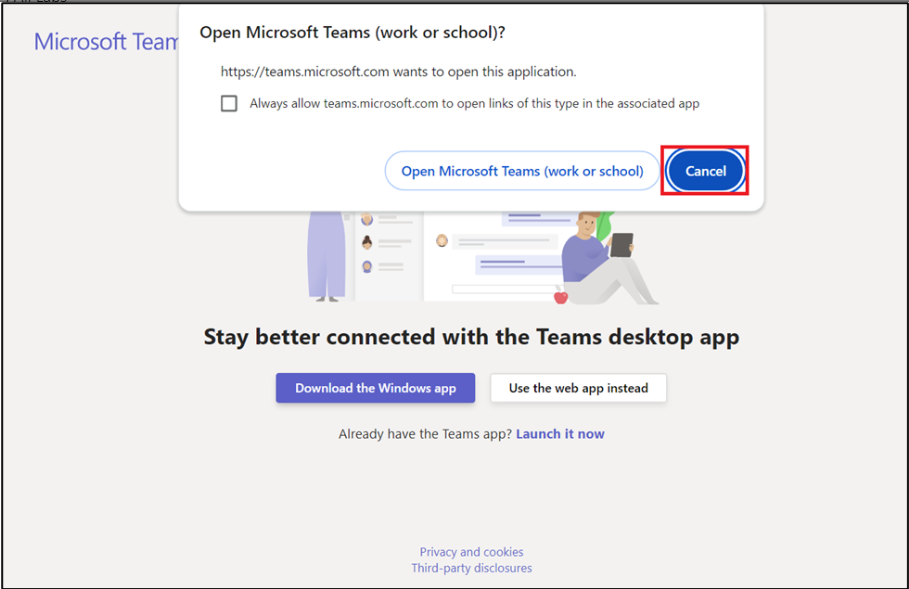 Open Microsoft Teams (work or school)?
Microsoft Team
https://teams.microsoft.com wants to open this application.
Always allow teams.microsoft.com to open links of this type in the associated app
Open Microsoft Teams (work or school)
Cancel
Stay better connected with the Teams desktop app
Download the Windows app
Use the web app instead
Already have the Teams app? Launch it now
Privacy and cookies
Third-party disclosures